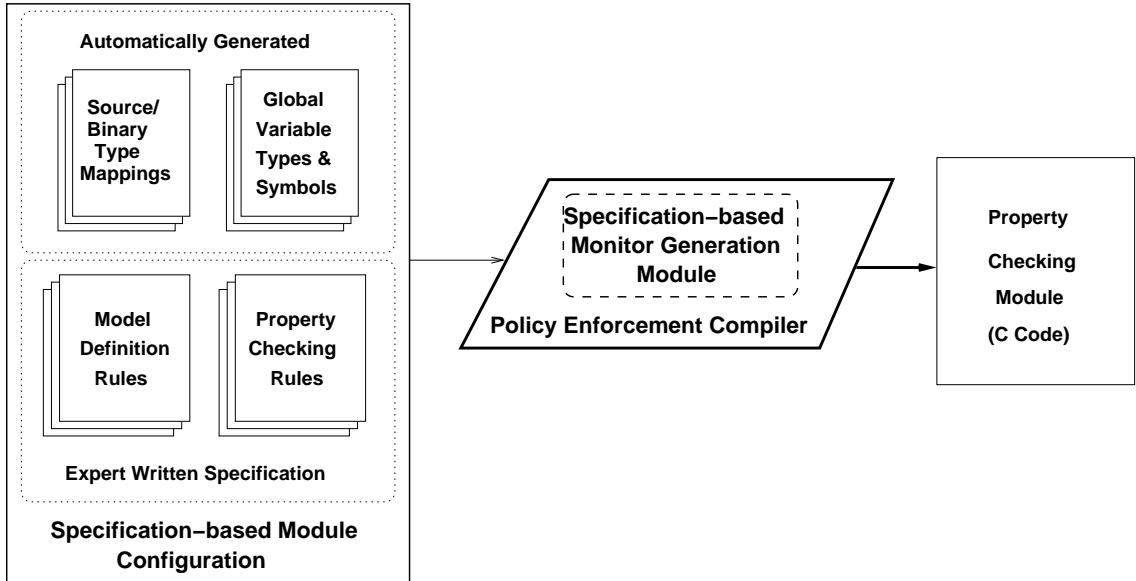 Automatically Generated
Source/
Binary
Type
Mappings
Global
Variable
Types &
Symbols
Model
Definition
Rules
Property
Checking
Rules
Expert Written Specification
Specification–based Module
Configuration
Specification–based
Monitor Generation
Module
Policy Enforcement Compiler
Property
Checking
Module
(C Code)